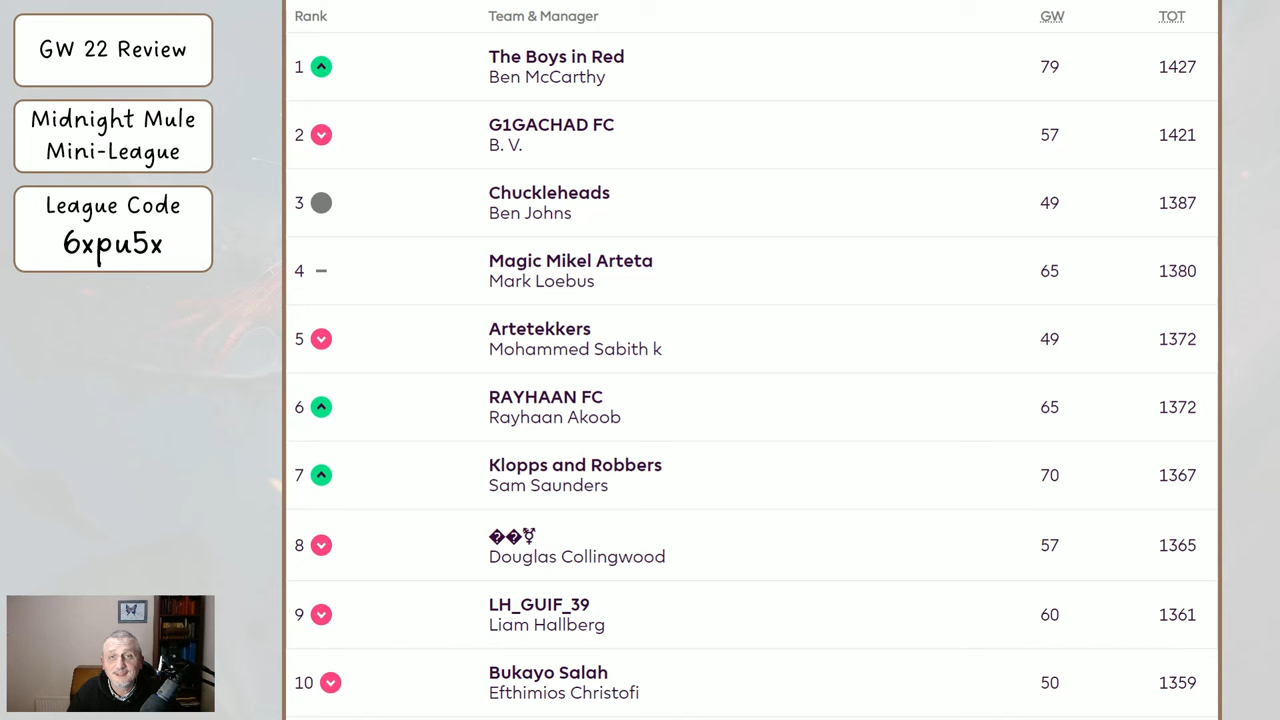 GW 22 Review
Midnight Mule
Mini-League
League Code
6xpu5x
Rank Team & Manager GW TOT
1 The Boys in Red 79 1427
Ben McCarthy
2 G1GACHAD FC 57 1421
B. V.
3 Chuckleheads 49 1387
Ben Johns
4 Magic Mikel Arteta 65 1380
Mark Loebus
5 Artetekkers 49 1372
Mohammed Sabith k
6 RAYHAAN FC 65 1372
Rayhaan Akoob
7 Klopps and Robbers 70 1367
Sam Saunders
8 ��⚧ 57 1365
Douglas Collingwood
9 LH_GUIF_39 60 1361
Liam Hallberg
10 Bukayo Salah 50 1359
Efthimios Christofi